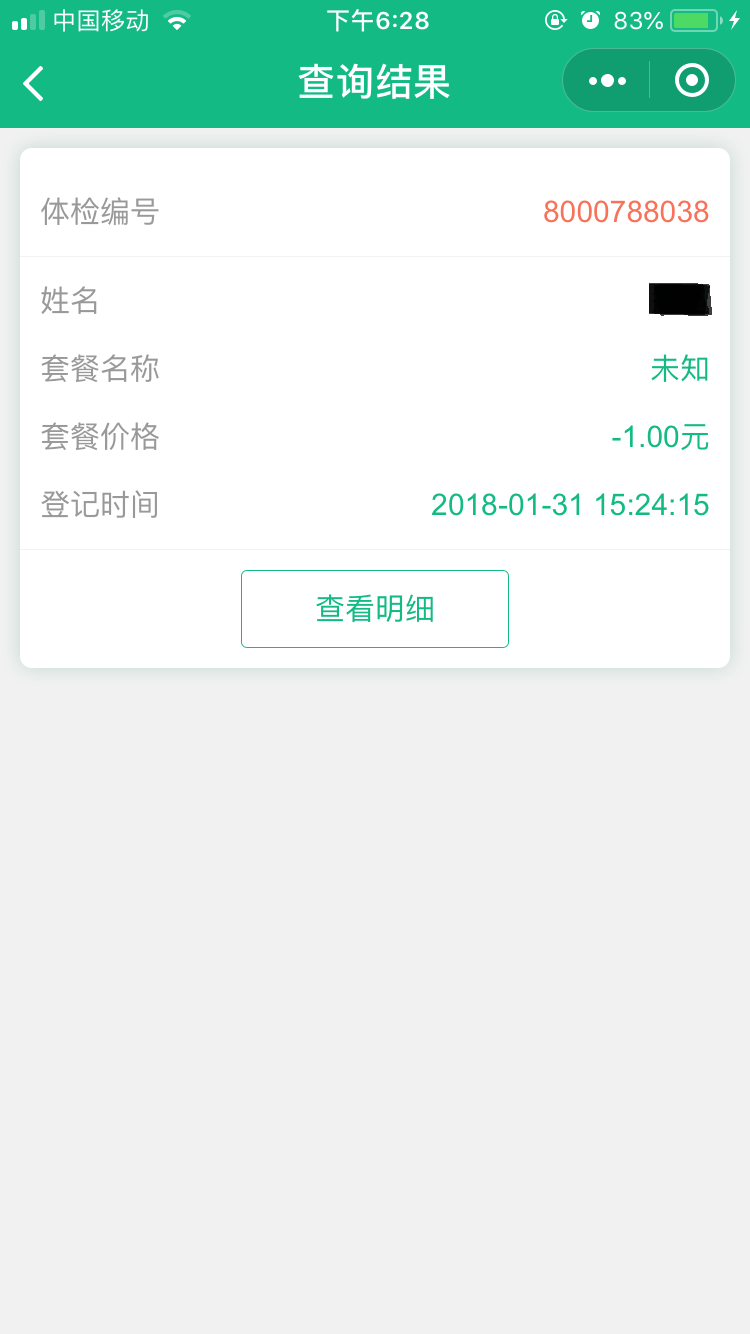 中国移动 下午6:28 83%
查询结果
体检编号 8000788038
姓名
套餐名称 未知
套餐价格 -1.00元
登记时间 2018-01-31 15:24:15
查看明细